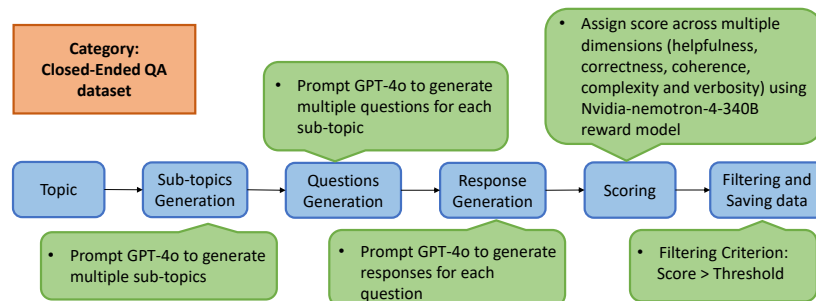 Category:
Closed-Ended QA
dataset
• Prompt GPT-4o to generate
multiple questions for each
sub-topic
• Assign score across multiple
dimensions (helpfulness,
correctness, coherence,
complexity and verbosity) using
Nvidia-nemotron-4-340B
reward model
Topic
Sub-topics
Generation
Questions
Generation
Response
Generation
Scoring
Filtering and
Saving data
• Prompt GPT-4o to generate
multiple sub-topics
• Prompt GPT-4o to generate
responses for each
question
• Filtering Criterion:
Score > Threshold